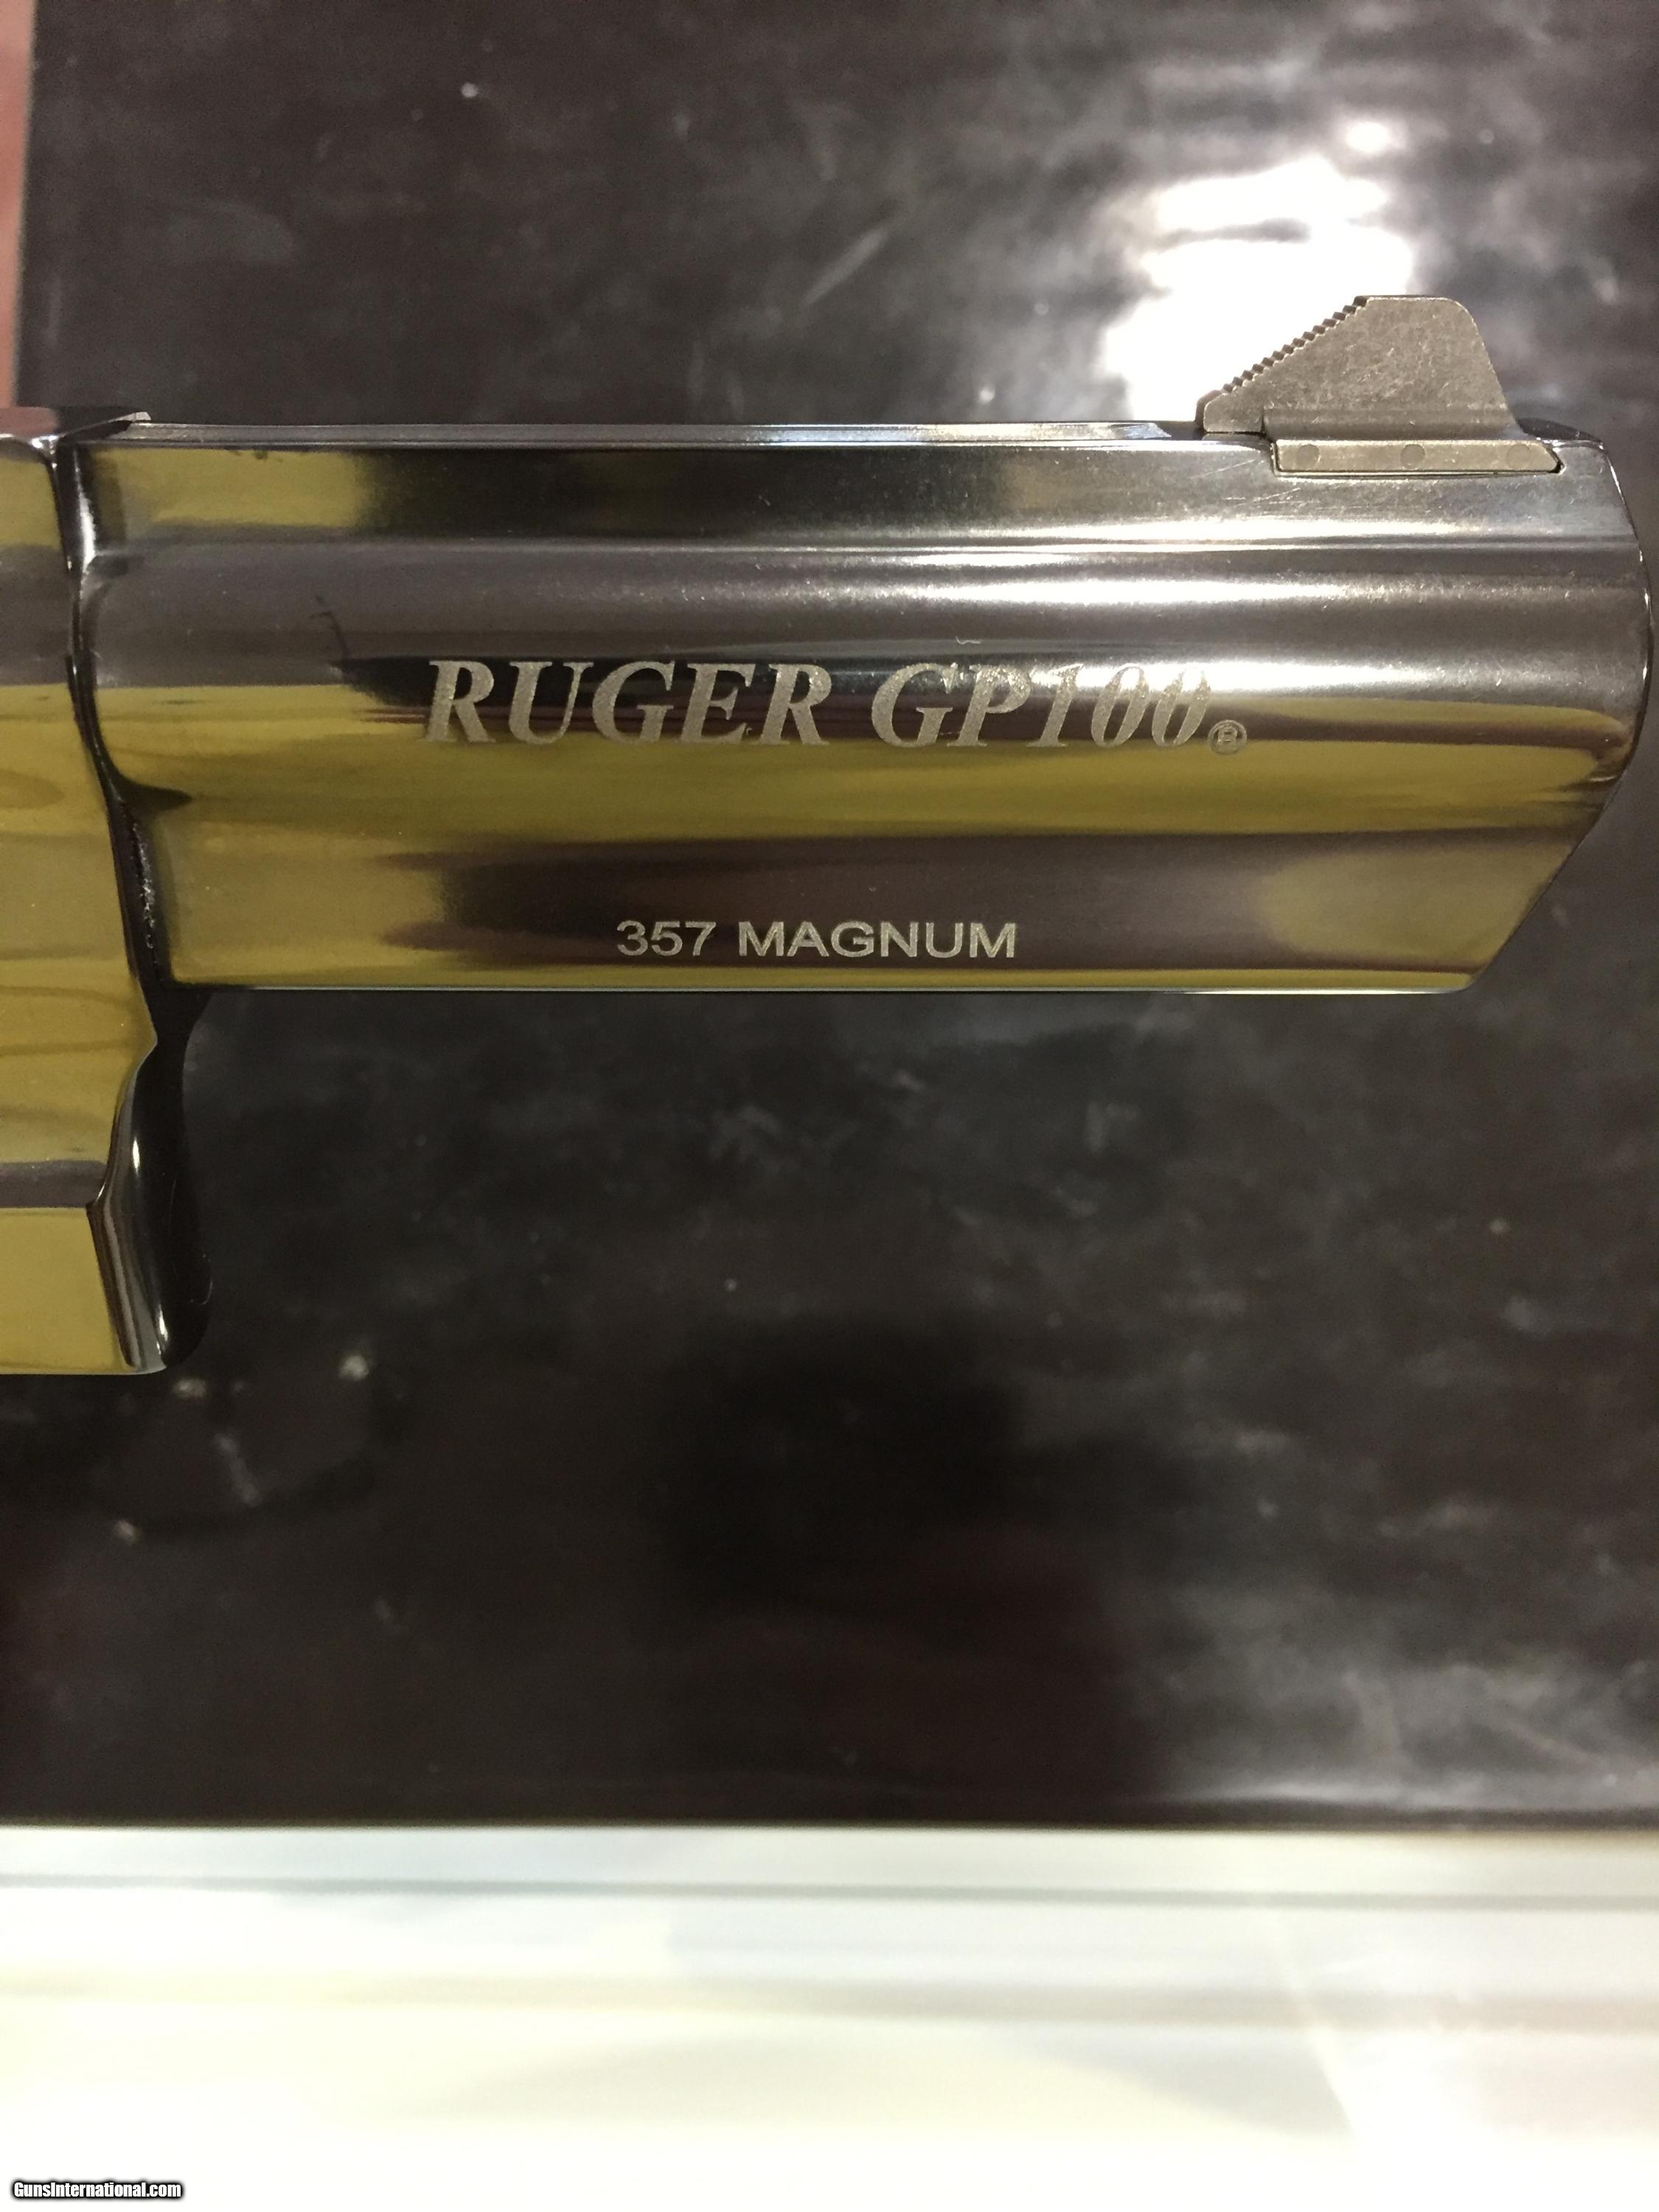 RUGER GP100®
357 MAGNUM
GunsInternational.com